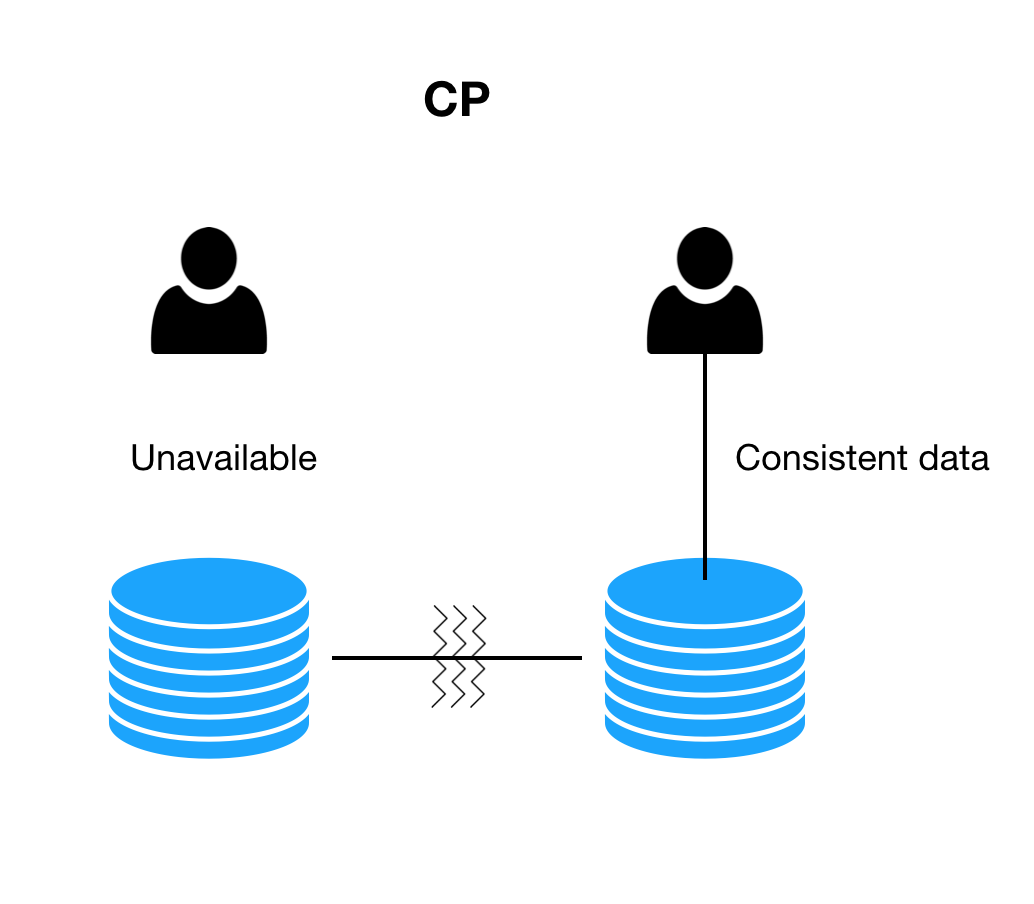 CP
Unavailable
Consistent data